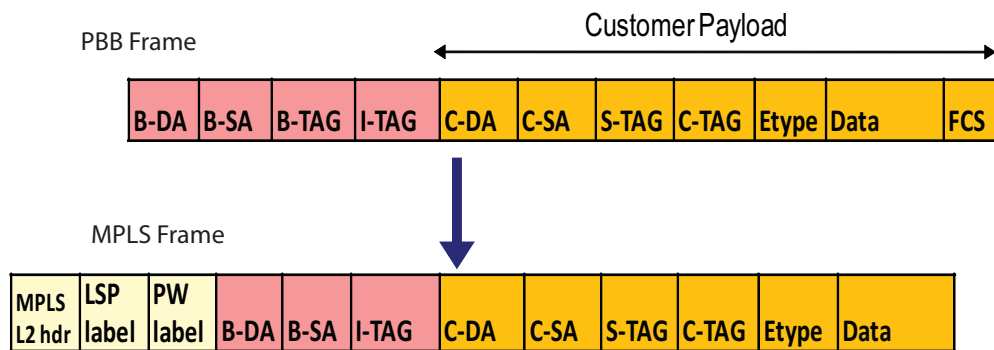 Customer Payload
PBB Frame
B-DA B-SA B-TAG I-TAG C-DA C-SA S-TAG C-TAG Etype Data FCS
MPLS Frame
MPLS L2 hdr LSP label PW label B-DA B-SA I-TAG C-DA C-SA S-TAG C-TAG Etype Data